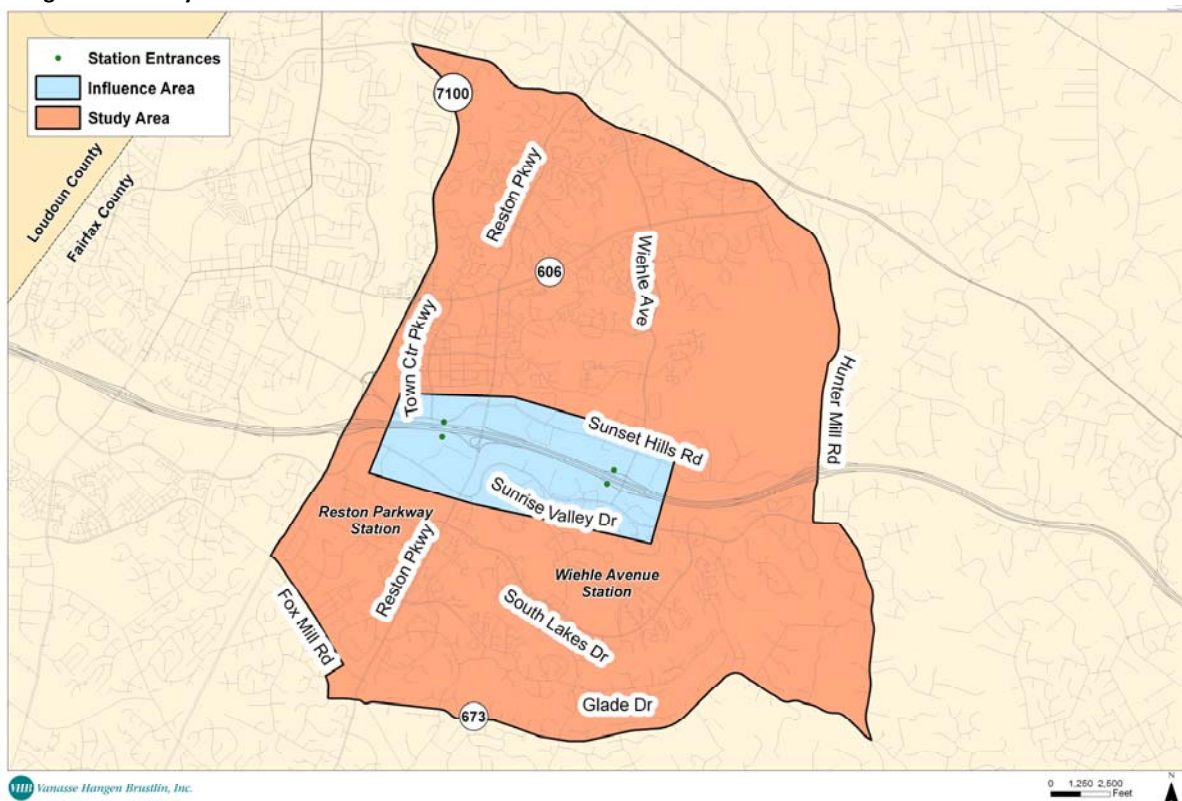 Station Entrances
Influence Area
Study Area
7100
Loudoun County
Fairfax County
Reston Pkwy
606
Wiehle Ave
Town Ctr Pkwy
Hunter Mill Rd
Sunset Hills Rd
Sunrise Valley Dr
Reston Parkway
Station
Reston Pkwy
Wiehle Avenue
Station
South Lakes Dr
Fox Mill Rd
Glade Dr
673
VHB Vanasse Hangen Brustlin, Inc.
0 1,250 2,500
Feet
N